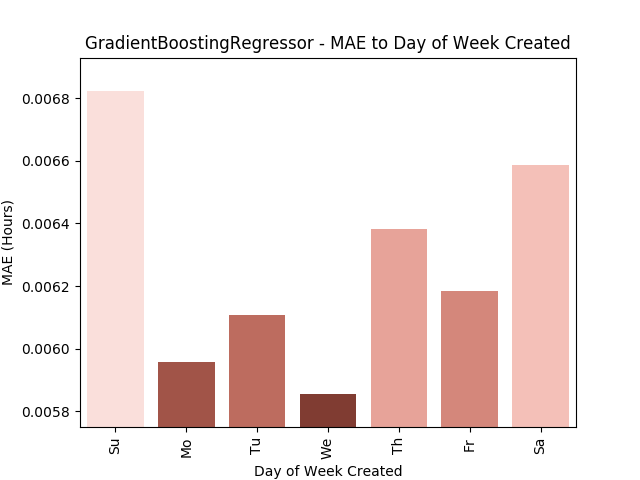 GradientBoostingRegressor - MAE to Day of Week Created
0.0068
0.0066
0.0064
0.0062
0.0060
0.0058
MAE (Hours)
Su
Mo
Tu
We
Th
Fr
Sa
Day of Week Created